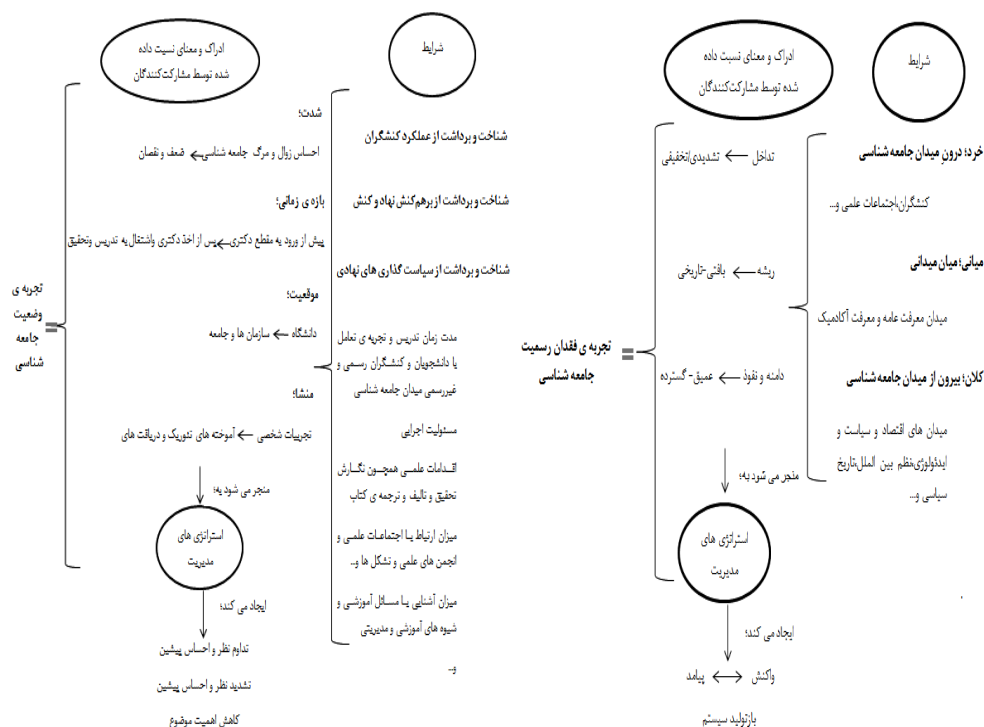 شرایط
ادراک و معنای نسبت داده
شده توسط مشارکت‌کنندگان
خرد؛ درونِ میدان جامعه شناسی
کنشگران،اجتماعات علمی و...
میانی؛ میان میدانی
میدان معرفت عامه و معرفت آکادمیک
کلان؛ بیرون از میدان جامعه شناسی
میدان های اقتصاد و سیاست و
ایدئولوژی،نظم بین الملل،تاریخ
سیاسی و...
تداخل ← تشدیدی/تخفیفی
ریشه ← بافتی-تاریخی
دامنه و نفوذ ← عمیق- گسترده
منجر می شود به؛
استراتژی های
مدیریت
ایجاد می کند؛
واکنش ↔ پیامد
بازتولید سیستم
تجربه ی فقدان رسمیت
جامعه شناسی
=
شرایط
ادراک و معنای نسبت داده
شده توسط مشارکت‌کنندگان
شناخت و برداشت از عملکرد کنشگران
شناخت و برداشت از برهم‌کنش نهاد و کنش
شناخت و برداشت از سیاست گذاری های نهادی
مدت زمان تدریس و تجربه ی تعامل
با دانشجویان و کنشگران رسمی و
غیررسمی میدان جامعه شناسی
مسئولیت اجرایی
اقدامات علمی همچون نگارش
تحقیق و تالیف و ترجمه ی کتاب
میزان ارتباط با اجتماعات علمی و
انجمن های علمی و تشکل ها و...
میزان آشنایی با مسائل آموزشی و
شیوه های آموزشی و مدیریتی
و...
شدت؛
احساس زوال و مرگ جامعه شناسی ← ضعف و نقصان
بازه ی زمانی؛
پیش از ورود به مقطع دکتری ← پس از اخذ دکتری واشتغال به تدریس وتحقیق
موقعیت؛
دانشگاه ← سازمان ها و جامعه
منشا؛
تجربیات شخصی ← آموخته های تئوریک و دریافت های
منجر می شود به؛
استراتژی های
مدیریت
ایجاد می کند؛
تداوم نظر و احساس پیشین
تشدید نظر و احساس پیشین
کاهش اهمیت موضوع
تجربه ی
وضعیت
جامعه
شناسی
=